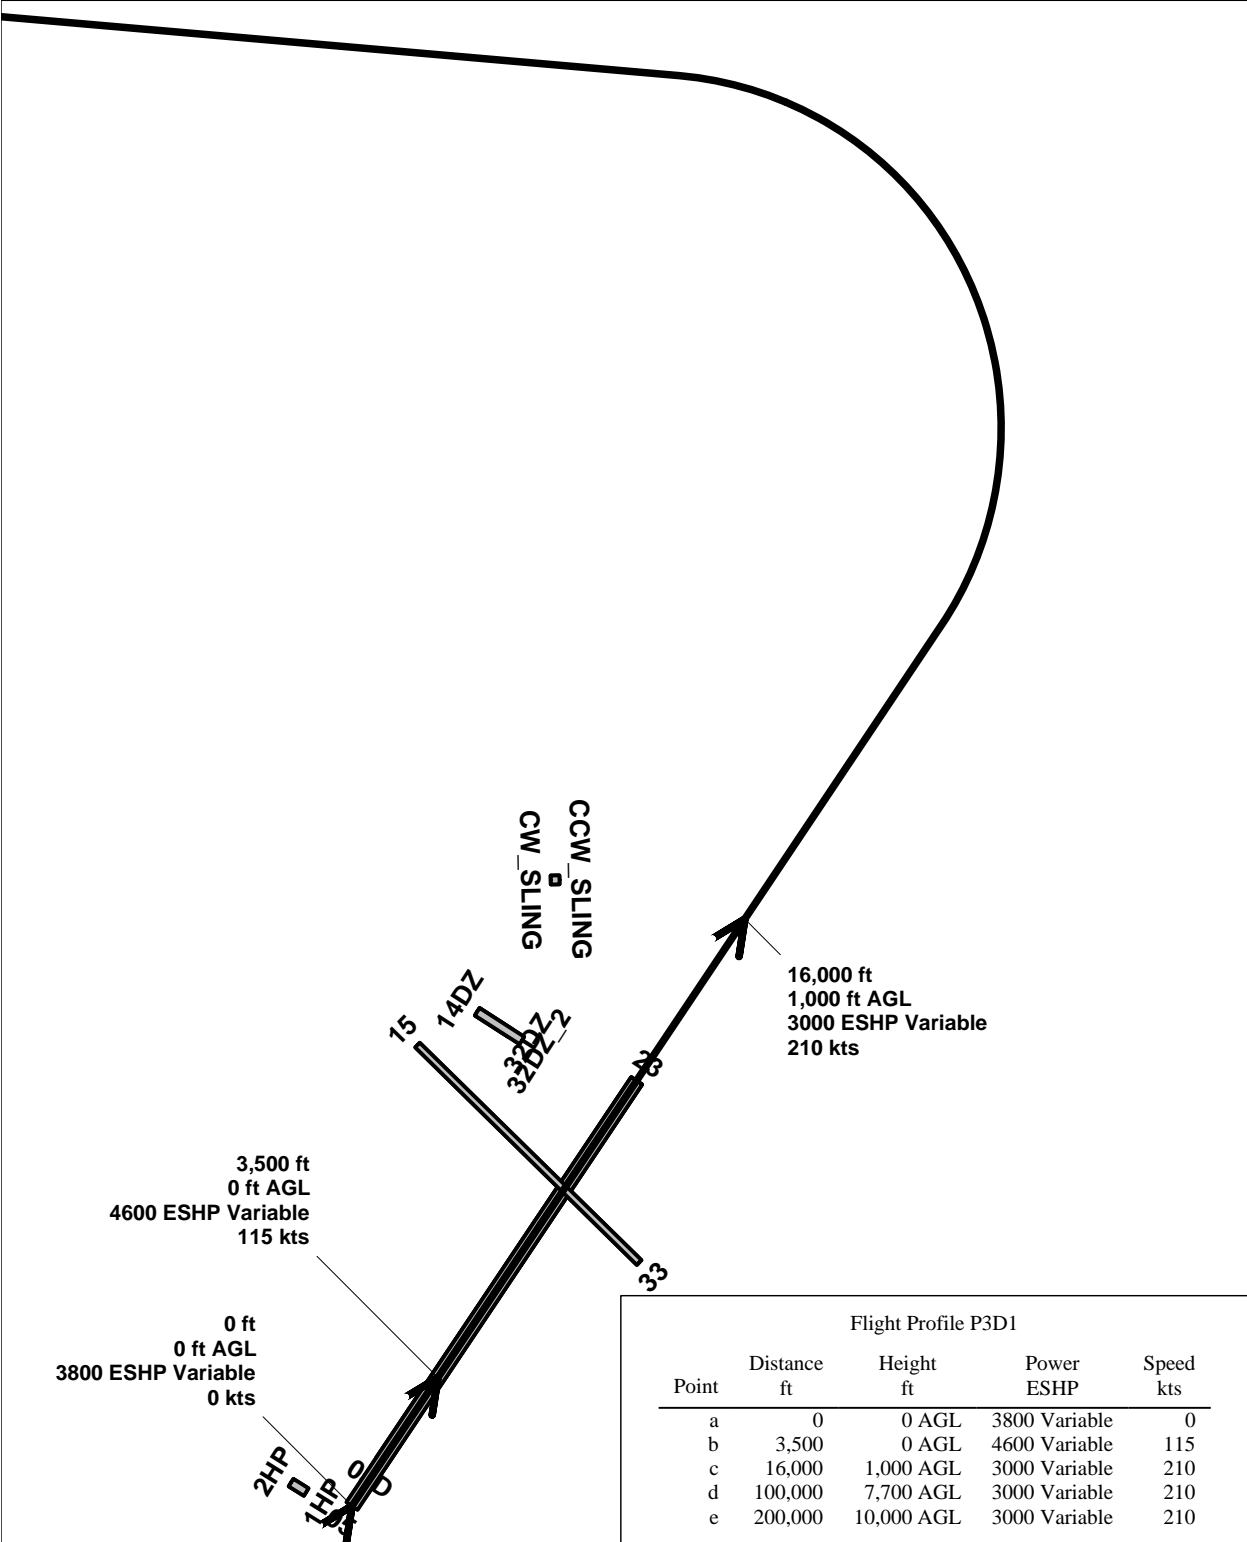 CCW_SLING
CW_SLING
16,000 ft
1,000 ft AGL
3000 ESHP Variable
210 kts
14DZ
32DZ
32DZ_2
15
23
33
3,500 ft
0 ft AGL
4600 ESHP Variable
115 kts
0 ft
0 ft AGL
3800 ESHP Variable
0 kts
2HP
1HP
Flight Profile P3D1
Point Distance ft Height ft Power ESHP Speed kts
a 0 0 AGL 3800 Variable 0
b 3,500 0 AGL 4600 Variable 115
c 16,000 1,000 AGL 3000 Variable 210
d 100,000 7,700 AGL 3000 Variable 210
e 200,000 10,000 AGL 3000 Variable 210